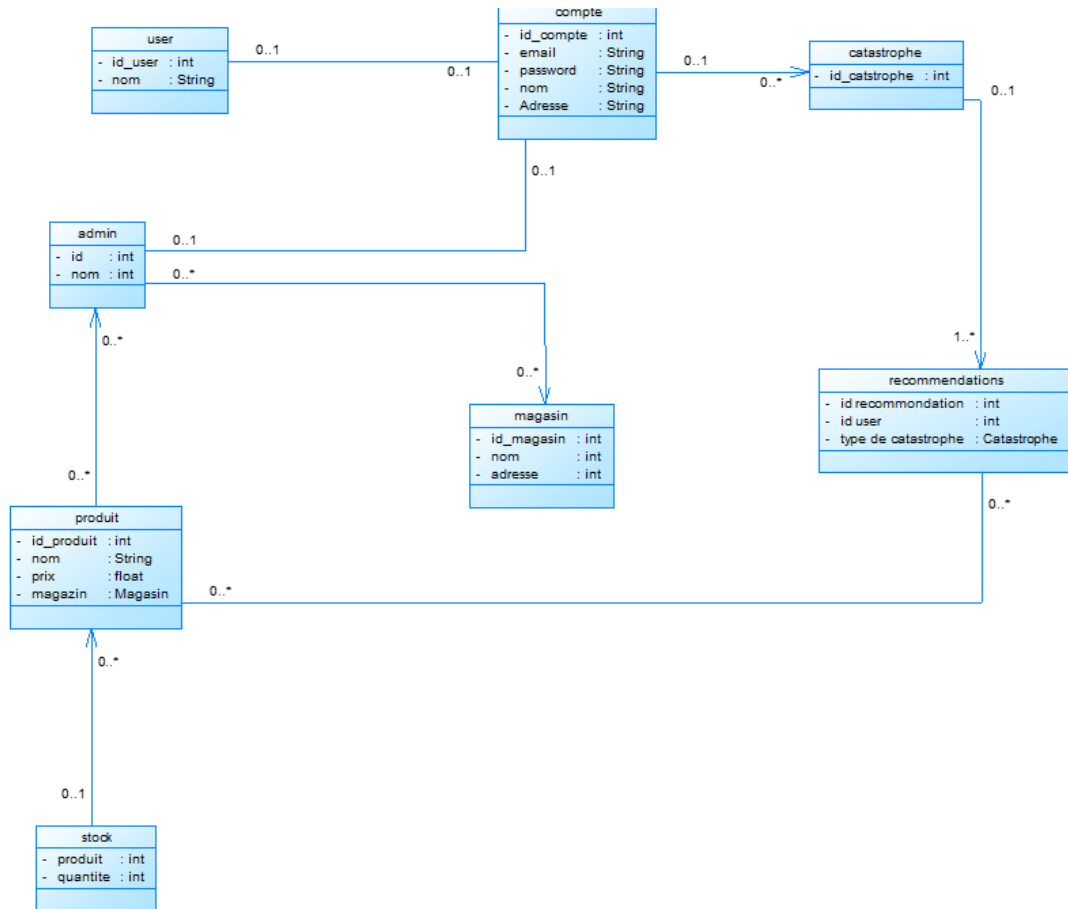 compte
- id_compte : int
- email : String
- password : String
- nom : String
- Adresse : String
user
- id_user : int
- nom : String
0..1
0..1
0..1
0..*
catastrophe
- id_catstrophe : int
0..1
0..1
admin
- id : int
- nom : int
0..1
0..*
0..*
1..*
0..*
magasin
- id_magasin : int
- nom : int
- adresse : int
recommendations
- id recommondation : int
- id user : int
- type de catastrophe : Catastrophe
0..*
0..*
produit
- id_produit : int
- nom : String
- prix : float
- magazin : Magasin
0..*
0..*
0..1
stock
- produit : int
- quantite : int